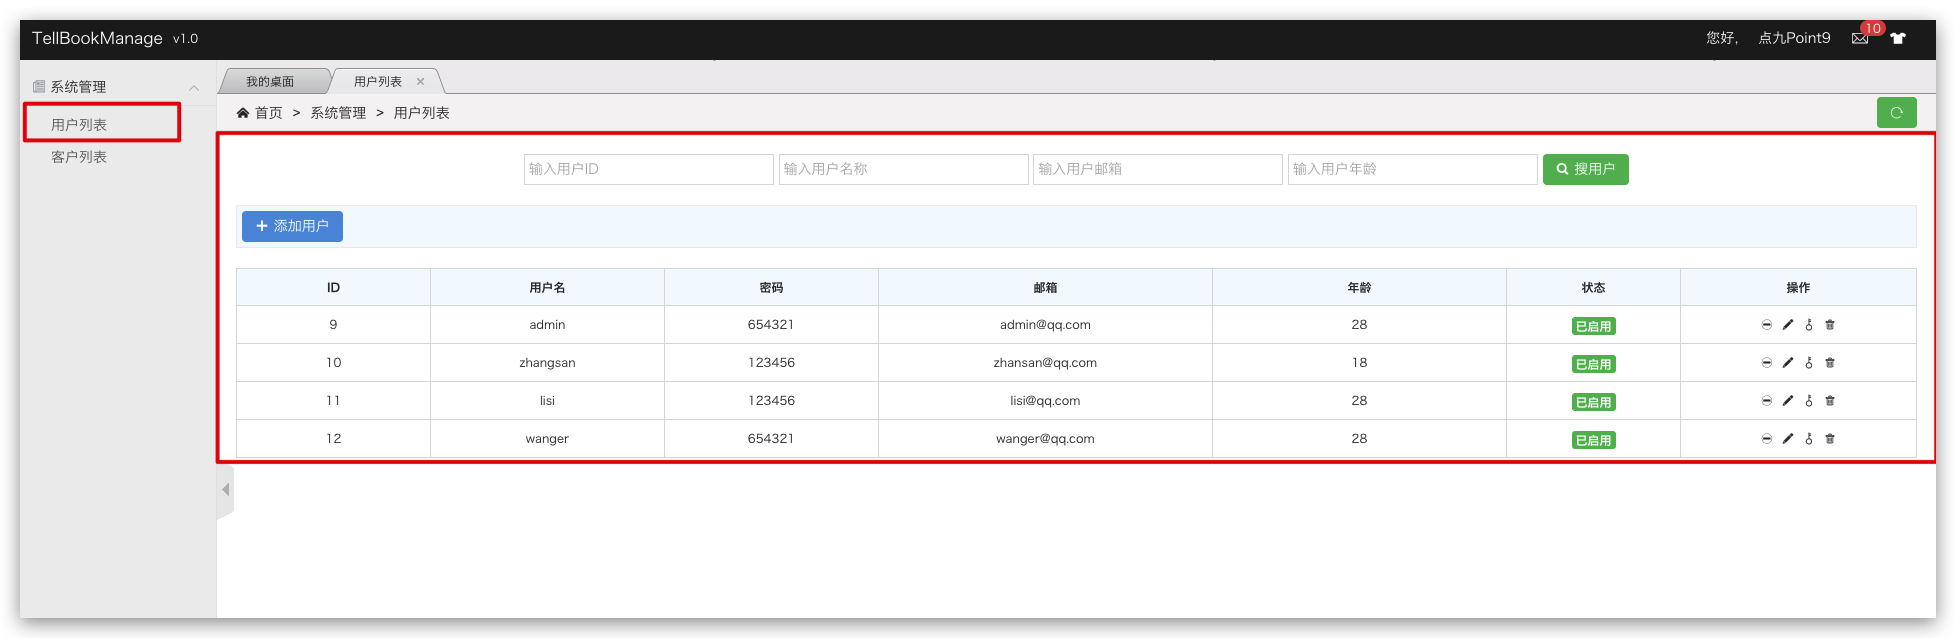 TellBookManage v1.0
您好, 点九Point9 10
系统管理
用户列表
客户列表
我的桌面 用户列表
首页 > 系统管理 > 用户列表
输入用户ID 输入用户名称 输入用户邮箱 输入用户年龄 搜用户
添加用户
ID 用户名 密码 邮箱 年龄 状态 操作
9 admin 654321 admin@qq.com 28 已启用
10 zhangsan 123456 zhansan@qq.com 18 已启用
11 lisi 123456 lisi@qq.com 28 已启用
12 wanger 654321 wanger@qq.com 28 已启用